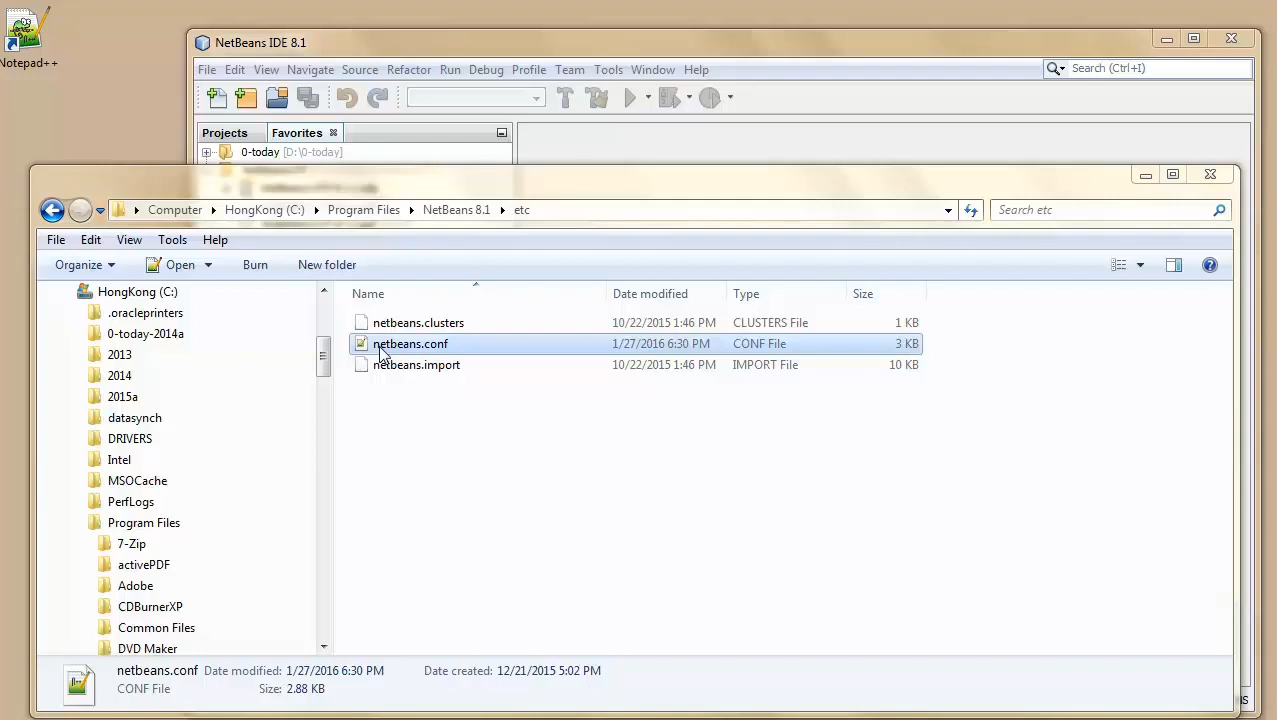 Notepad++
NetBeans IDE 8.1
File Edit View Navigate Source Refactor Run Debug Profile Team Tools Window Help
Search (Ctrl+I)
Projects Favorites
0-today [D:\0-today]
Computer HongKong (C:) Program Files NetBeans 8.1 etc
Search etc
File Edit View Tools Help
Organize Open Burn New folder
Name Date modified Type Size
netbeans.clusters 10/22/2015 1:46 PM CLUSTERS File 1 KB
netbeans.conf 1/27/2016 6:30 PM CONF File 3 KB
netbeans.import 10/22/2015 1:46 PM IMPORT File 10 KB
HongKong (C:)
.oracleprinters
0-today-2014a
2013
2014
2015a
datasynch
DRIVERS
Intel
MSOCache
PerfLogs
Program Files
7-Zip
activePDF
Adobe
CDBurnerXP
Common Files
DVD Maker
netbeans.conf Date modified: 1/27/2016 6:30 PM Date created: 12/21/2015 5:02 PM
CONF File Size: 2.88 KB